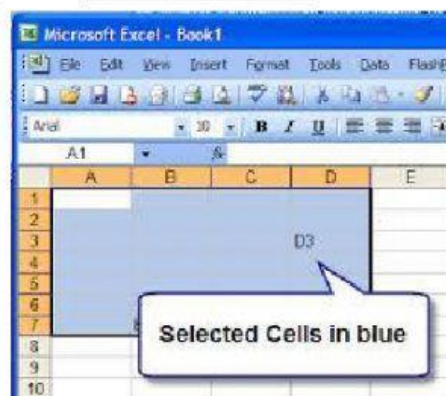 Microsoft Excel - Book1
File Edit View Insert Format Tools Data
Arial 10 B I U
A1 fx
A B C D E
1
2
3 D3
4
5
6
7
8
9
10
Selected Cells in blue